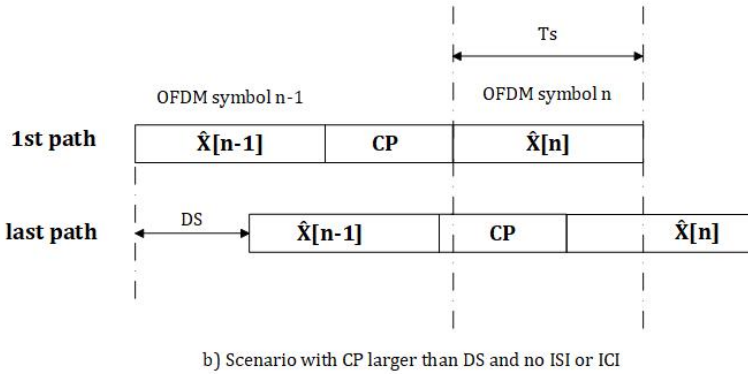 Ts
OFDM symbol n-1
OFDM symbol n
1st path
X̂[n-1]
CP
X̂[n]
DS
last path
X̂[n-1]
CP
X̂[n]
b) Scenario with CP larger than DS and no ISI or ICI